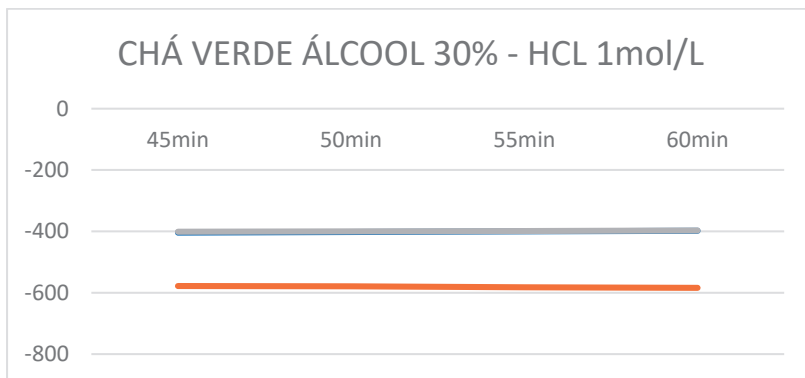 CHÁ VERDE ÁLCOOL 30% - HCL 1mol/L
0
45min 50min 55min 60min
-200
-400
-600
-800